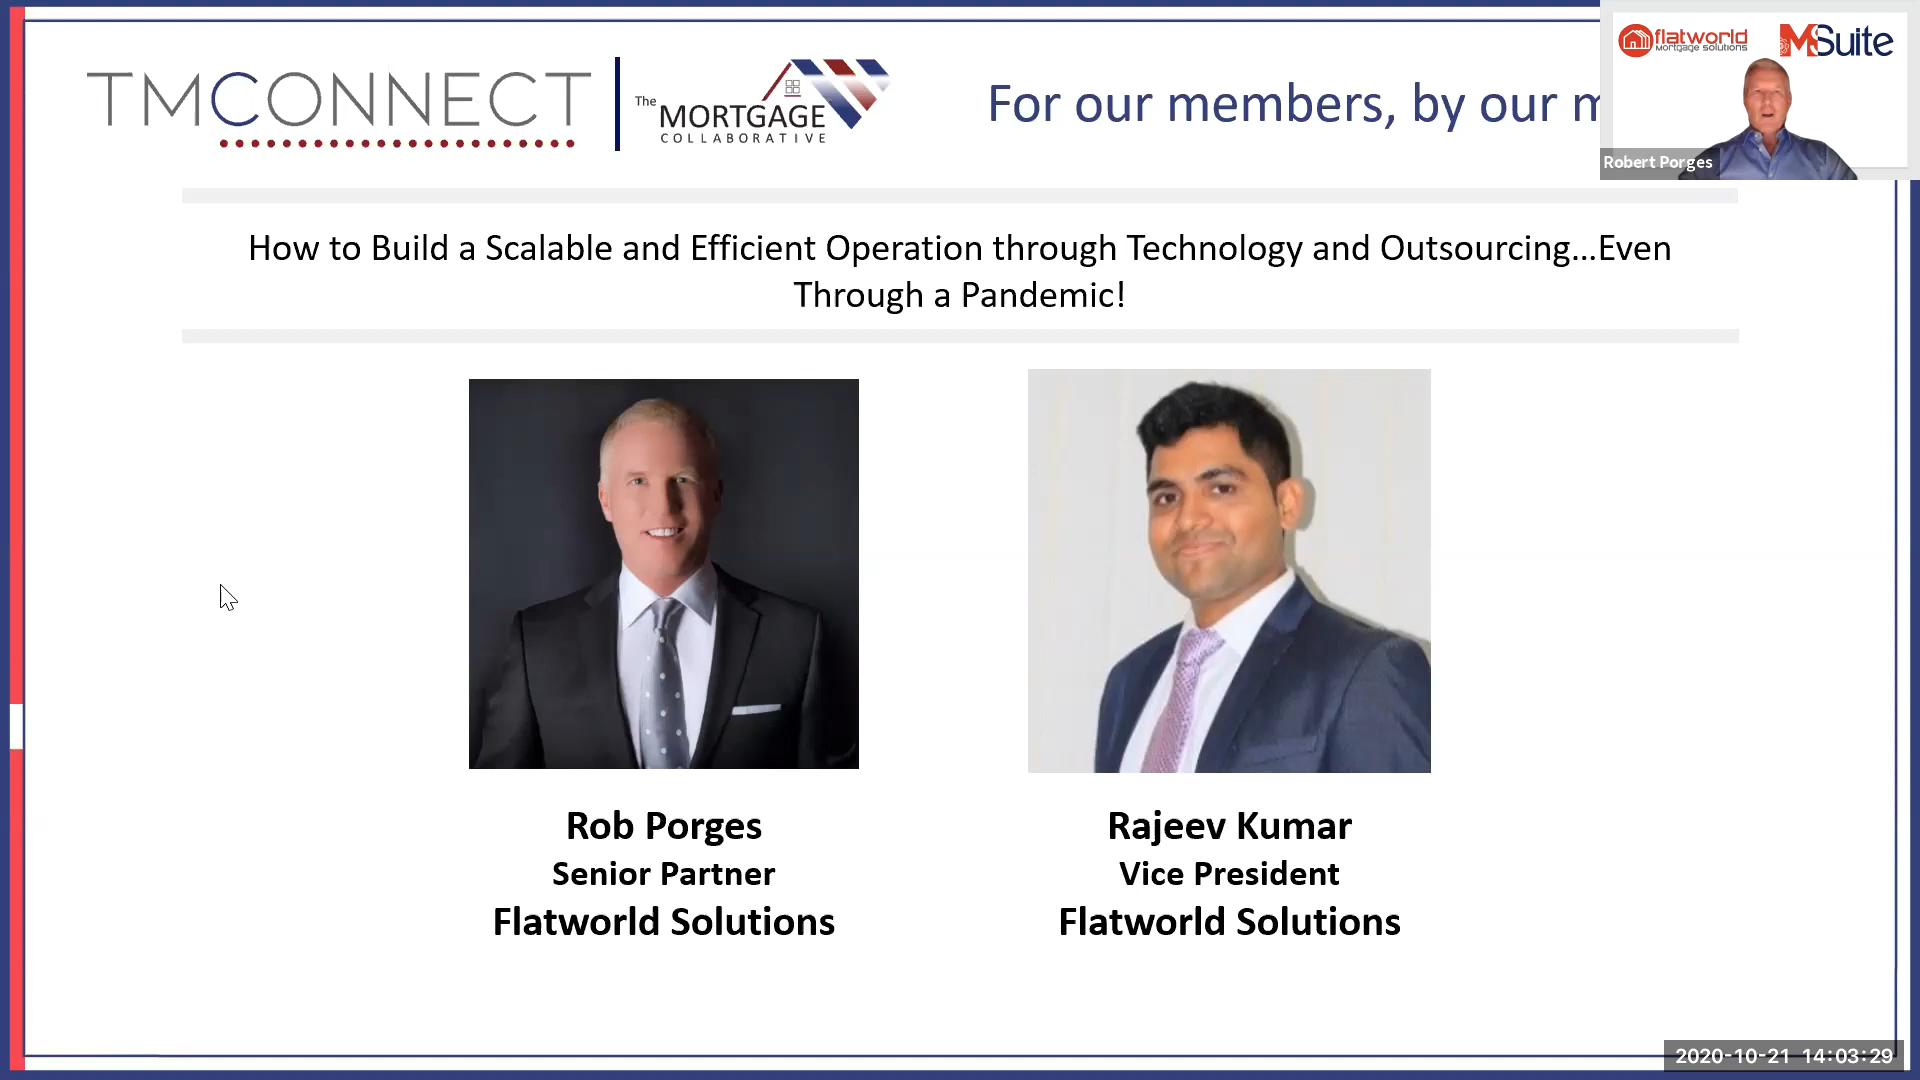 TMCONNECT
The
MORTGAGE
COLLABORATIVE
For our members, by our m
flatworld
Mortgage solutions
MSuite
Robert Porges
How to Build a Scalable and Efficient Operation through Technology and Outsourcing...Even
Through a Pandemic!
Rob Porges
Senior Partner
Flatworld Solutions
Rajeev Kumar
Vice President
Flatworld Solutions
2020-10-21 14:03:29